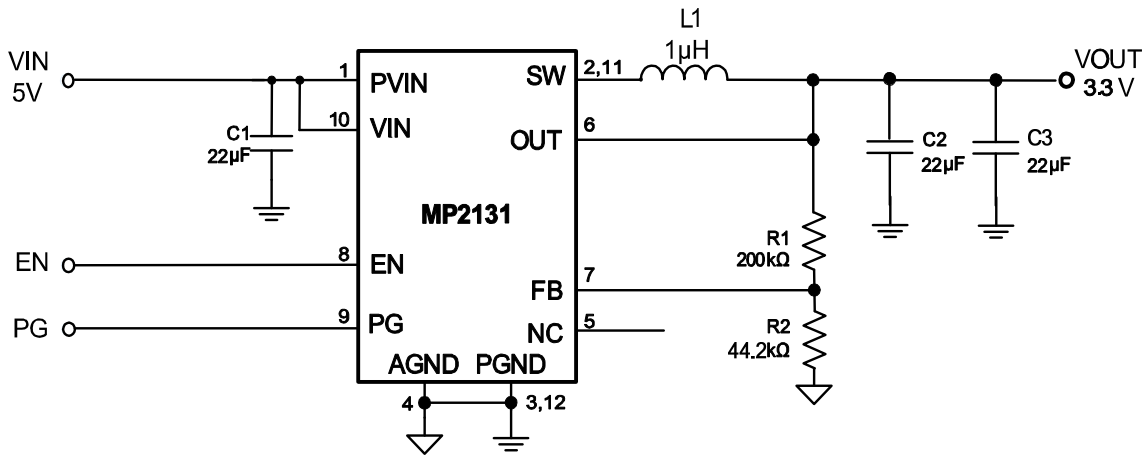 VIN
5V
C1
22µF
1
10
PVIN
VIN
SW
OUT
MP2131
2,11
6
L1
1µH
VOUT
3.3 V
C2
22µF
C3
22µF
R1
200kΩ
EN
8
EN
PG
9
PG
FB
7
NC
5
R2
44.2kΩ
AGND
PGND
4
3,12